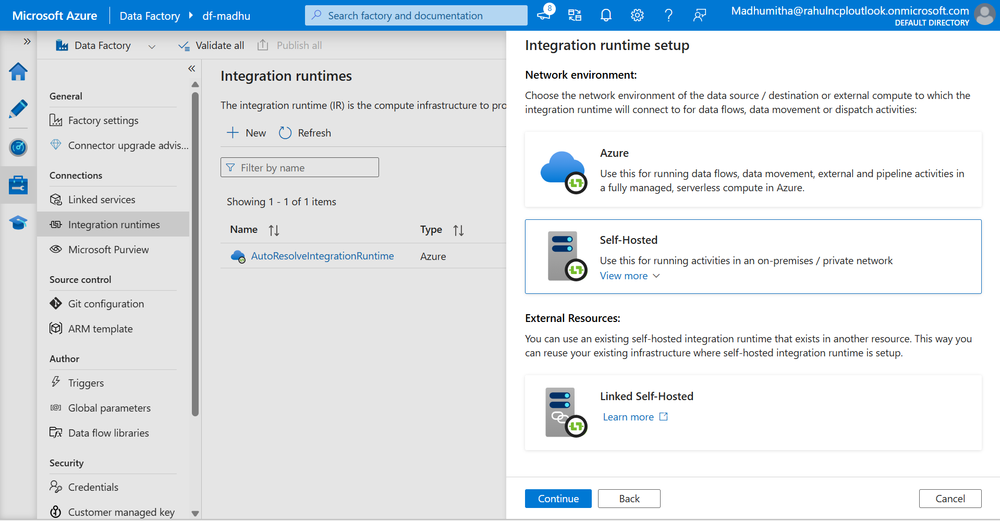 Microsoft Azure
Data Factory
df-madhu
Search factory and documentation
8
Madhumitha@rahulncploutlook.onmicrosoft.com
DEFAULT DIRECTORY
Data Factory
Validate all
Publish all
General
Factory settings
Connector upgrade advis...
Connections
Linked services
Integration runtimes
Microsoft Purview
Source control
Git configuration
ARM template
Author
Triggers
Global parameters
Data flow libraries
Security
Credentials
Customer managed key
Integration runtimes
The integration runtime (IR) is the compute infrastructure to pro
New
Refresh
Filter by name
Showing 1 - 1 of 1 items
Name
Type
AutoResolveIntegrationRuntime
Azure
Integration runtime setup
Network environment:
Choose the network environment of the data source / destination or external compute to which the
integration runtime will connect to for data flows, data movement or dispatch activities:
Azure
Use this for running data flows, data movement, external and pipeline activities in
a fully managed, serverless compute in Azure.
Self-Hosted
Use this for running activities in an on-premises / private network
View more
External Resources:
You can use an existing self-hosted integration runtime that exists in another resource. This way you
can reuse your existing infrastructure where self-hosted integration runtime is setup.
Linked Self-Hosted
Learn more
Continue
Back
Cancel